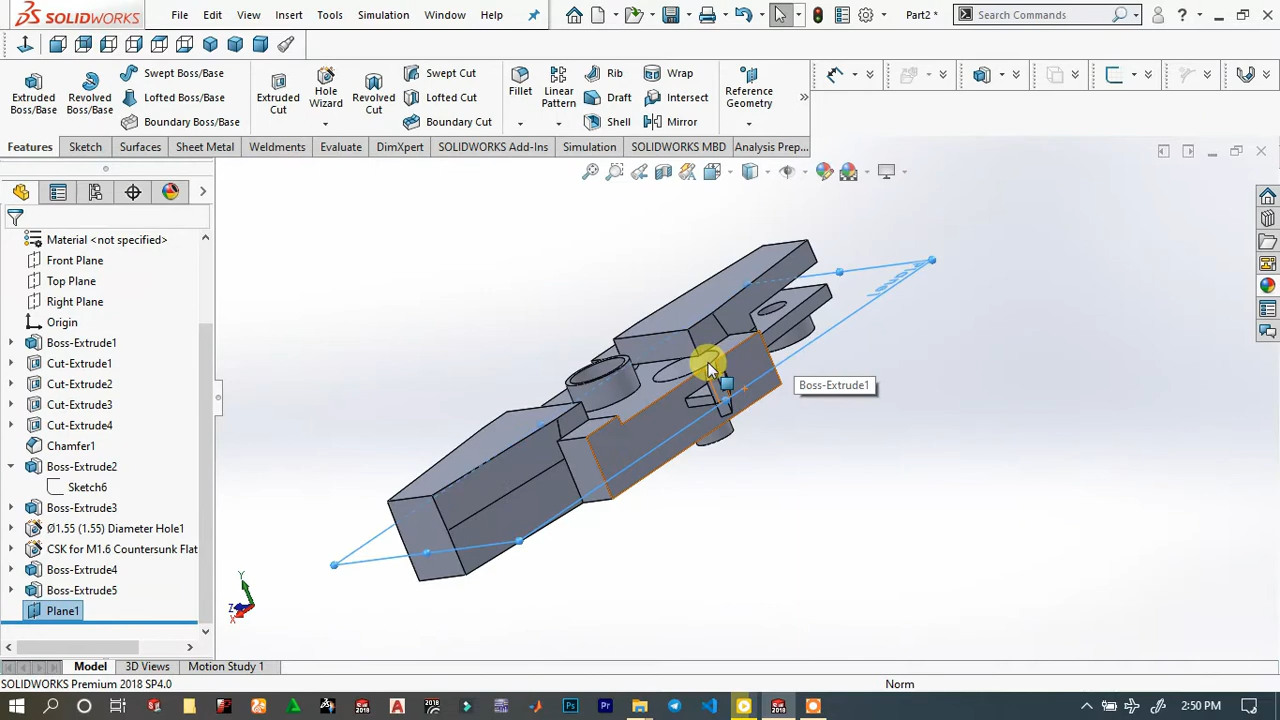 SOLIDWORKS
File
Edit
View
Insert
Tools
Simulation
Window
Help
Part2 *
Search Commands
Extruded Boss/Base
Revolved Boss/Base
Swept Boss/Base
Lofted Boss/Base
Boundary Boss/Base
Extruded Cut
Hole Wizard
Revolved Cut
Swept Cut
Lofted Cut
Boundary Cut
Fillet
Linear Pattern
Rib
Draft
Shell
Wrap
Intersect
Mirror
Reference Geometry
Features
Sketch
Surfaces
Sheet Metal
Weldments
Evaluate
DimXpert
SOLIDWORKS Add-Ins
Simulation
SOLIDWORKS MBD
Analysis Prep...
Material <not specified>
Front Plane
Top Plane
Right Plane
Origin
Boss-Extrude1
Cut-Extrude1
Cut-Extrude2
Cut-Extrude3
Cut-Extrude4
Chamfer1
Boss-Extrude2
Sketch6
Boss-Extrude3
Ø1.55 (1.55) Diameter Hole1
CSK for M1.6 Countersunk Flat
Boss-Extrude4
Boss-Extrude5
Plane1
Boss-Extrude1
Y
Z
X
Model
3D Views
Motion Study 1
SOLIDWORKS Premium 2018 SP4.0
Norm
2:50 PM